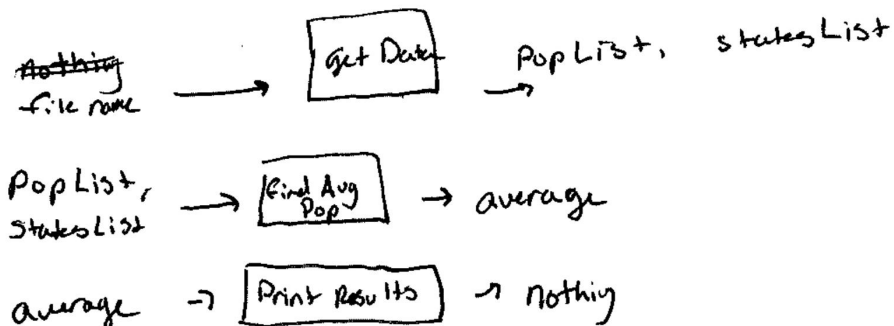 nothing
file name
get Data
PopList, statesList
PopList,
statesList
find Avg
Pop
average
average
Print Results
nothing